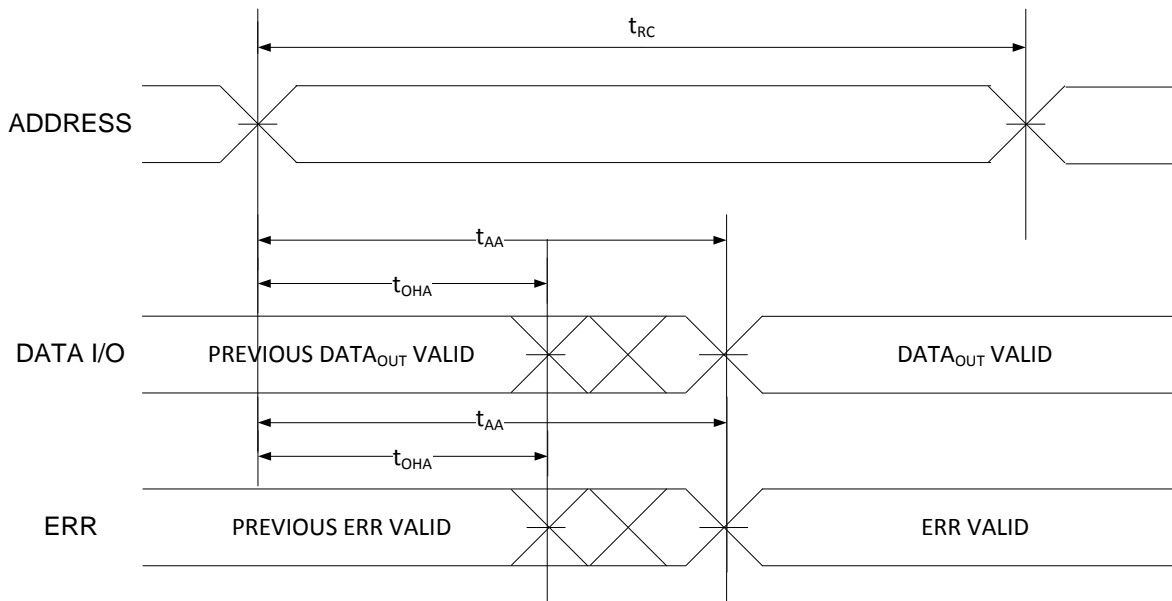 tRC
ADDRESS
tAA
tOHA
DATA I/O
PREVIOUS DATAOUT VALID
DATAOUT VALID
tAA
tOHA
ERR
PREVIOUS ERR VALID
ERR VALID